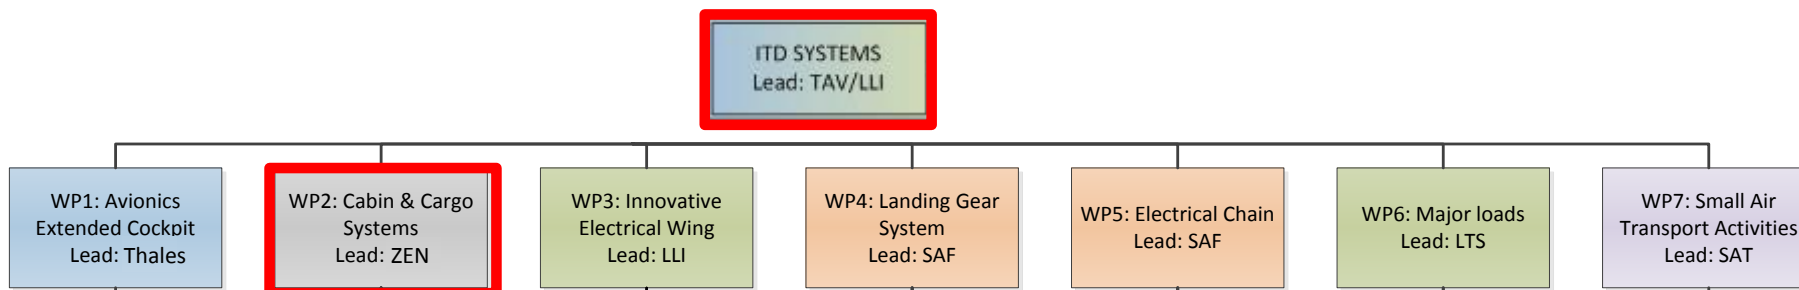 ITD SYSTEMS
Lead: TAV/LLI
WP1: Avionics
Extended Cockpit
Lead: Thales
WP2: Cabin & Cargo
Systems
Lead: ZEN
WP3: Innovative
Electrical Wing
Lead: LLI
WP4: Landing Gear
System
Lead: SAF
WP5: Electrical Chain
Lead: SAF
WP6: Major loads
Lead: LTS
WP7: Small Air
Transport Activities
Lead: SAT